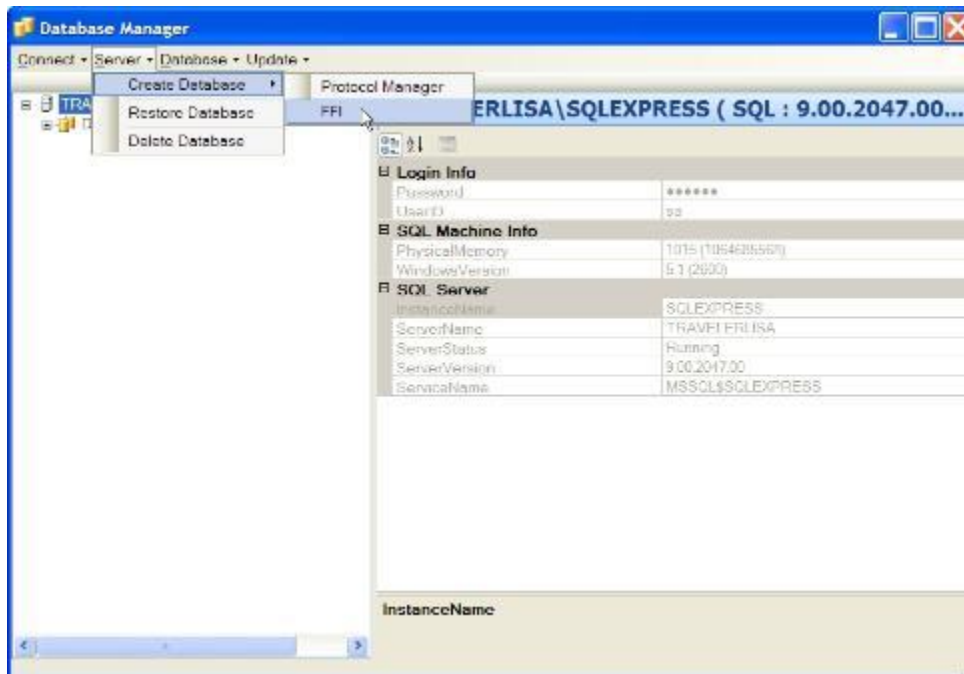 Database Manager
Connect Server Database Update
Create Database
Restore Database
Delete Database
Protocol Manager
FFI
TRA
ERLISA\SQLEXPRESS ( SQL : 9.00.2047.00...
Login Info
Password ●●●●●●
UserID sa
SQL Machine Info
PhysicalMemory 1015
WindowsVersion 5.1 (2600)
SQL Server
InstanceName SQLEXPRESS
ServerName TRAVELERLISA
ServerStatus Running
ServerVersion 9.00.2047.00
ServiceName MSSQL$SQLEXPRESS
InstanceName